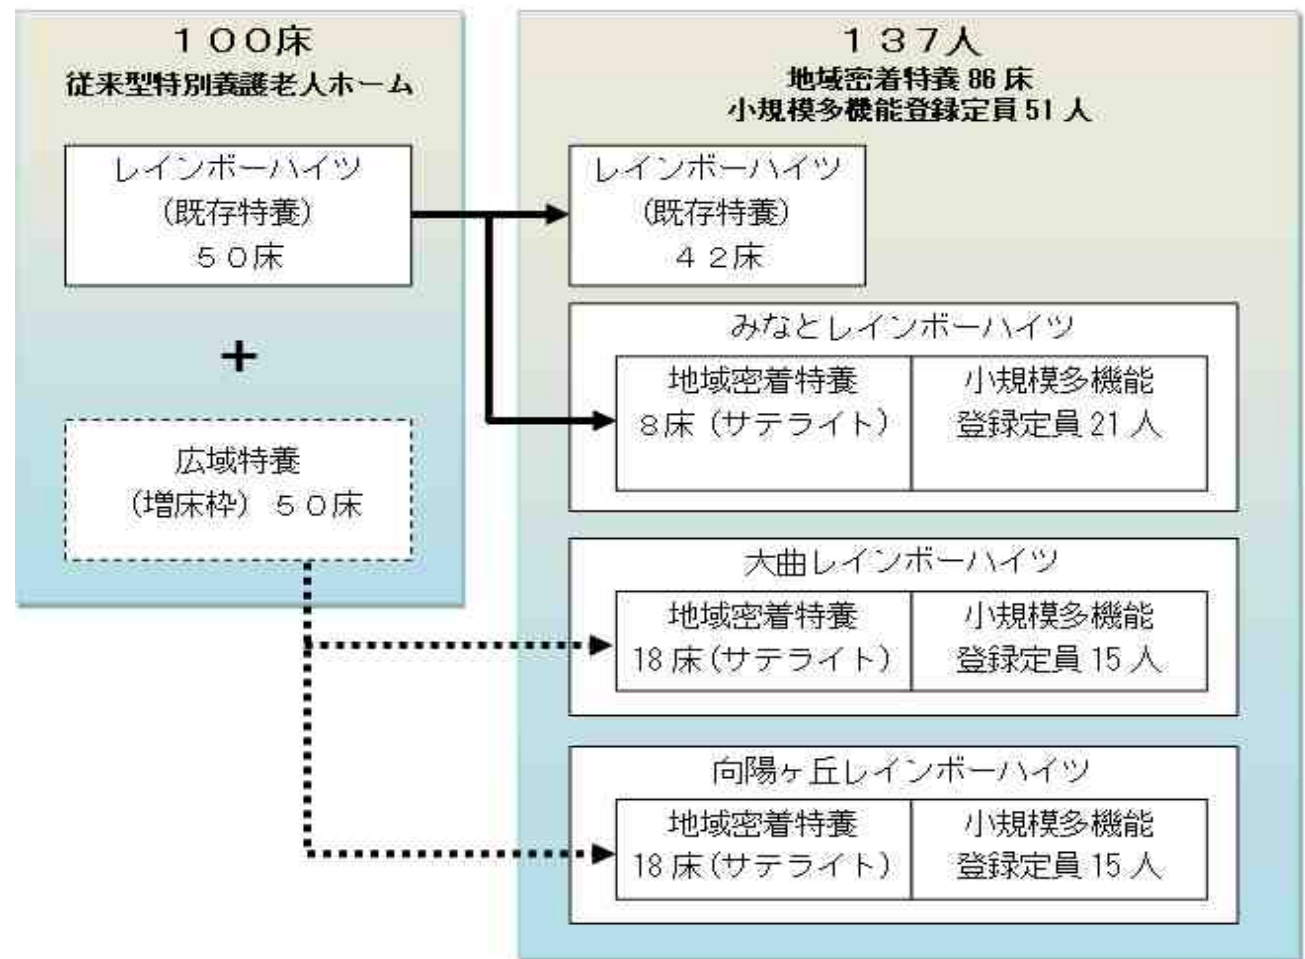 １００床
従来型特別養護老人ホーム
レインボーハイツ
(既存特養)
５０床
＋
広域特養
(増床枠) ５０床
１３７人
地域密着特養 86 床
小規模多機能登録定員 51 人
レインボーハイツ
(既存特養)
４２床
みなとレインボーハイツ
地域密着特養
８床 (サテライト)
小規模多機能
登録定員 21 人
大曲レインボーハイツ
地域密着特養
18 床(サテライト)
小規模多機能
登録定員 15 人
向陽ヶ丘レインボーハイツ
地域密着特養
18 床(サテライト)
小規模多機能
登録定員 15 人